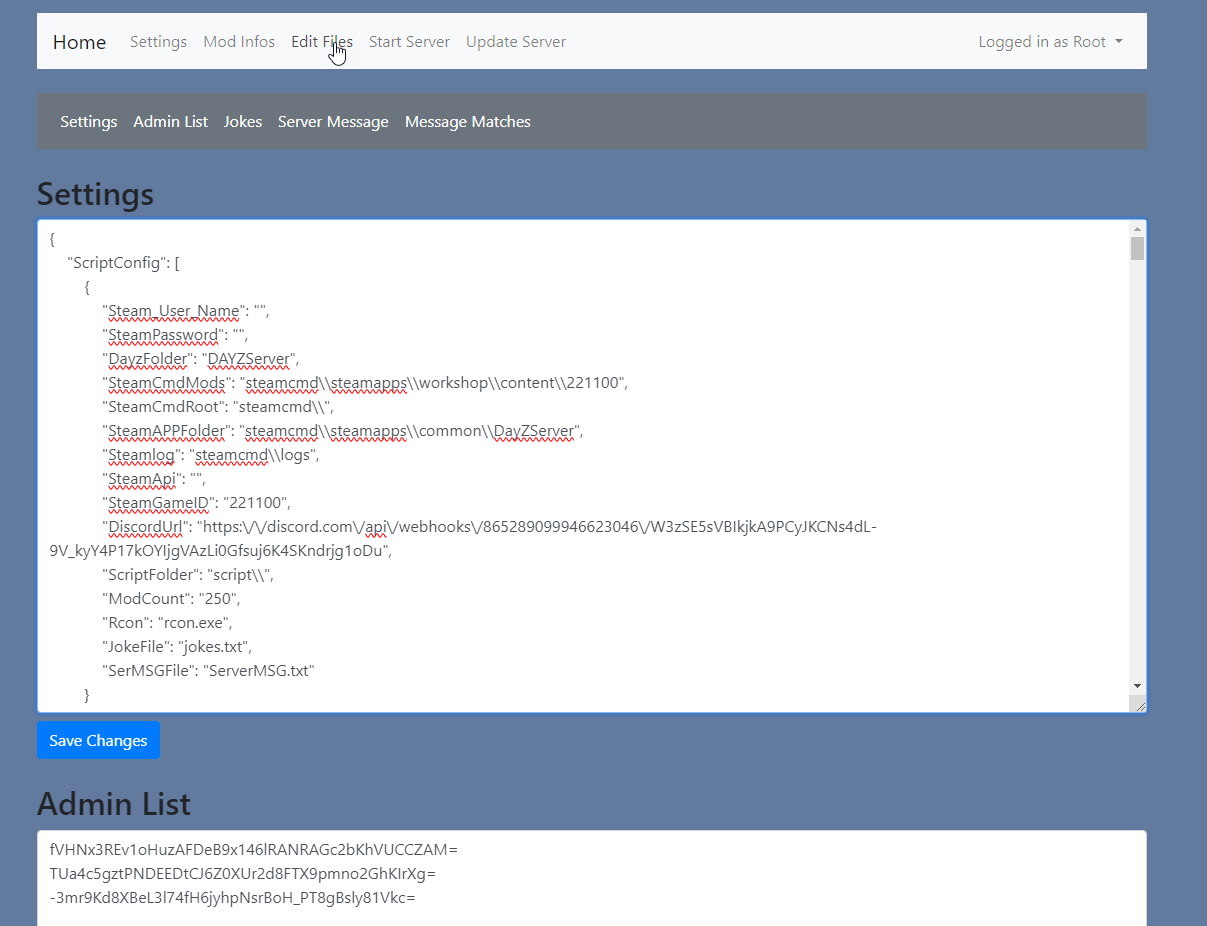 Home Settings Mod Infos Edit Files Start Server Update Server Logged in as Root
Settings Admin List Jokes Server Message Message Matches
Settings
{
"ScriptConfig": [
{
"Steam_User_Name": "",
"SteamPassword": "",
"DayzFolder": "DAYZServer",
"SteamCmdMods": "steamcmd\\steamapps\\workshop\\content\\221100",
"SteamCmdRoot": "steamcmd\\",
"SteamAPPFolder": "steamcmd\\steamapps\\common\\DayZServer",
"Steamlog": "steamcmd\\logs",
"SteamApi": "",
"SteamGameID": "221100",
"DiscordUrl": "https:\/\/discord.com\/api\/webhooks\/865289099946623046\/W3zSE5sVBIkjkA9PCyJKCNs4dL-
9V_kyY4P17kOYIjgVAzLi0Gfsuj6K4SKndrjg1oDu",
"ScriptFolder": "script\\",
"ModCount": "250",
"Rcon": "rcon.exe",
"JokeFile": "jokes.txt",
"SerMSGFile": "ServerMSG.txt"
}
Save Changes
Admin List
fVHNx3REv1oHuzAFDeB9x146lRANRAGc2bKhVUCCZAM=
TUa4c5gztPNDEEDtCJ6Z0XUr2d8FTX9pmno2GhKIrXg=
-3mr9Kd8XBeL3l74fH6jyhpNsrBoH_PT8gBsly81Vkc=